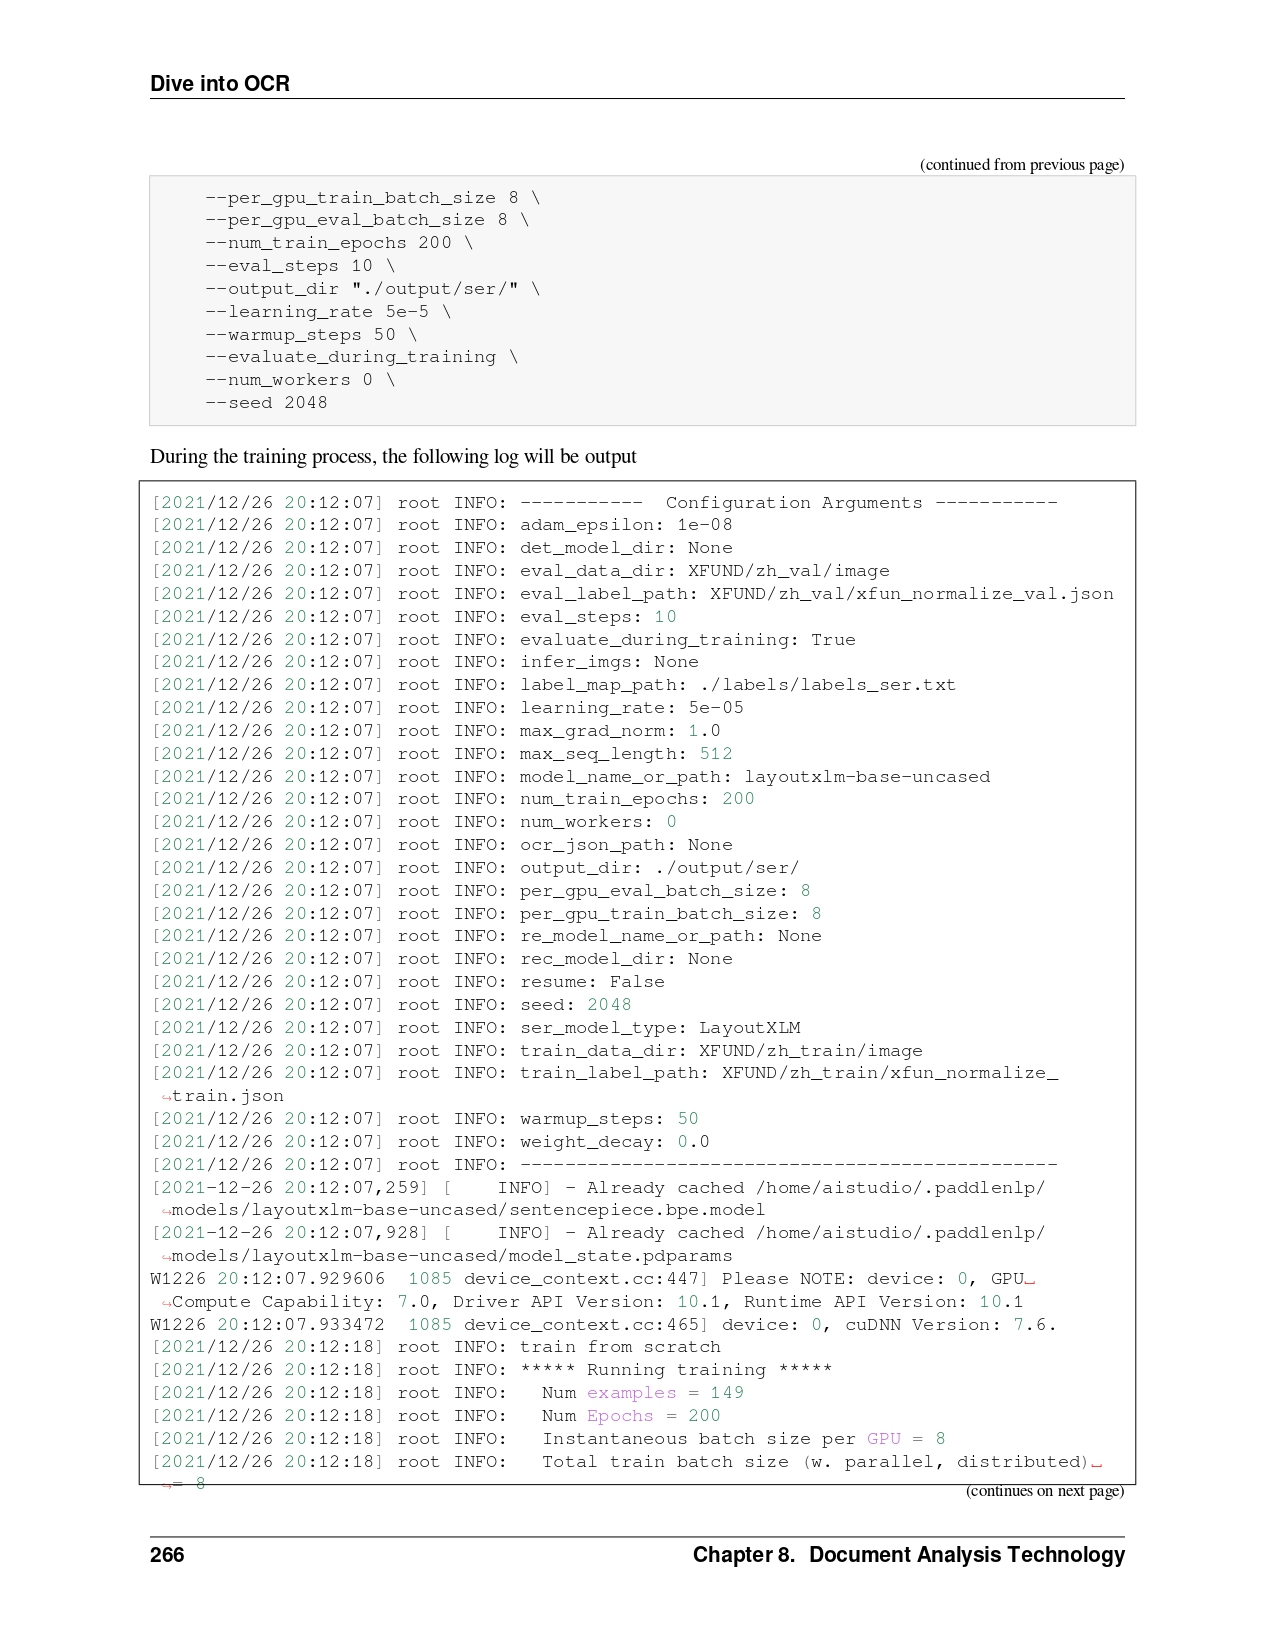 Dive into OCR
(continued from previous page)
--per_gpu_train_batch_size 8 \
--per_gpu_eval_batch_size 8 \
--num_train_epochs 200 \
--eval_steps 10 \
--output_dir "./output/ser/" \
--learning_rate 5e-5 \
--warmup_steps 50 \
--evaluate_during_training \
--num_workers 0 \
--seed 2048
During the training process, the following log will be output
[2021/12/26 20:12:07] root INFO: -----------  Configuration Arguments -----------
[2021/12/26 20:12:07] root INFO: adam_epsilon: 1e-08
[2021/12/26 20:12:07] root INFO: det_model_dir: None
[2021/12/26 20:12:07] root INFO: eval_data_dir: XFUND/zh_val/image
[2021/12/26 20:12:07] root INFO: eval_label_path: XFUND/zh_val/xfun_normalize_val.json
[2021/12/26 20:12:07] root INFO: eval_steps: 10
[2021/12/26 20:12:07] root INFO: evaluate_during_training: True
[2021/12/26 20:12:07] root INFO: infer_imgs: None
[2021/12/26 20:12:07] root INFO: label_map_path: ./labels/labels_ser.txt
[2021/12/26 20:12:07] root INFO: learning_rate: 5e-05
[2021/12/26 20:12:07] root INFO: max_grad_norm: 1.0
[2021/12/26 20:12:07] root INFO: max_seq_length: 512
[2021/12/26 20:12:07] root INFO: model_name_or_path: layoutxlm-base-uncased
[2021/12/26 20:12:07] root INFO: num_train_epochs: 200
[2021/12/26 20:12:07] root INFO: num_workers: 0
[2021/12/26 20:12:07] root INFO: ocr_json_path: None
[2021/12/26 20:12:07] root INFO: output_dir: ./output/ser/
[2021/12/26 20:12:07] root INFO: per_gpu_eval_batch_size: 8
[2021/12/26 20:12:07] root INFO: per_gpu_train_batch_size: 8
[2021/12/26 20:12:07] root INFO: re_model_name_or_path: None
[2021/12/26 20:12:07] root INFO: rec_model_dir: None
[2021/12/26 20:12:07] root INFO: resume: False
[2021/12/26 20:12:07] root INFO: seed: 2048
[2021/12/26 20:12:07] root INFO: ser_model_type: LayoutXLM
[2021/12/26 20:12:07] root INFO: train_data_dir: XFUND/zh_train/image
[2021/12/26 20:12:07] root INFO: train_label_path: XFUND/zh_train/xfun_normalize_
↪train.json
[2021/12/26 20:12:07] root INFO: warmup_steps: 50
[2021/12/26 20:12:07] root INFO: weight_decay: 0.0
[2021/12/26 20:12:07] root INFO: ------------------------------------------------
[2021-12-26 20:12:07,259] [    INFO] - Already cached /home/aistudio/.paddlenlp/
↪models/layoutxlm-base-uncased/sentencepiece.bpe.model
[2021-12-26 20:12:07,928] [    INFO] - Already cached /home/aistudio/.paddlenlp/
↪models/layoutxlm-base-uncased/model_state.pdparams
W1226 20:12:07.929606  1085 device_context.cc:447] Please NOTE: device: 0, GPU␣
↪Compute Capability: 7.0, Driver API Version: 10.1, Runtime API Version: 10.1
W1226 20:12:07.933472  1085 device_context.cc:465] device: 0, cuDNN Version: 7.6.
[2021/12/26 20:12:18] root INFO: train from scratch
[2021/12/26 20:12:18] root INFO: ***** Running training *****
[2021/12/26 20:12:18] root INFO:   Num examples = 149
[2021/12/26 20:12:18] root INFO:   Num Epochs = 200
[2021/12/26 20:12:18] root INFO:   Instantaneous batch size per GPU = 8
[2021/12/26 20:12:18] root INFO:   Total train batch size (w. parallel, distributed)␣
↪= 8
(continues on next page)
266 Chapter 8. Document Analysis Technology